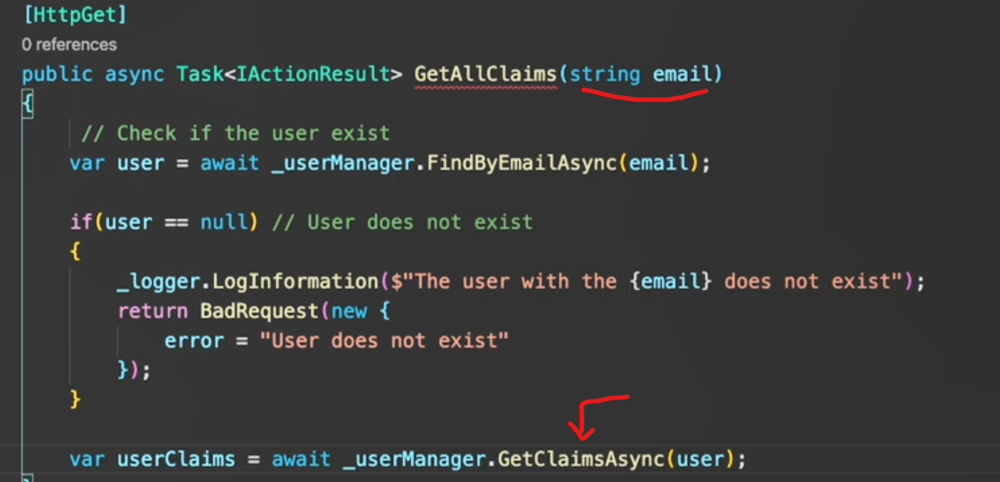 [HttpGet]
0 references
public async Task<IActionResult> GetAllClaims(string email)
{
// Check if the user exist
var user = await _userManager.FindByEmailAsync(email);
if(user == null) // User does not exist
{
_logger.LogInformation($"The user with the {email} does not exist");
return BadRequest(new {
error = "User does not exist"
});
}
var userClaims = await _userManager.GetClaimsAsync(user);
}